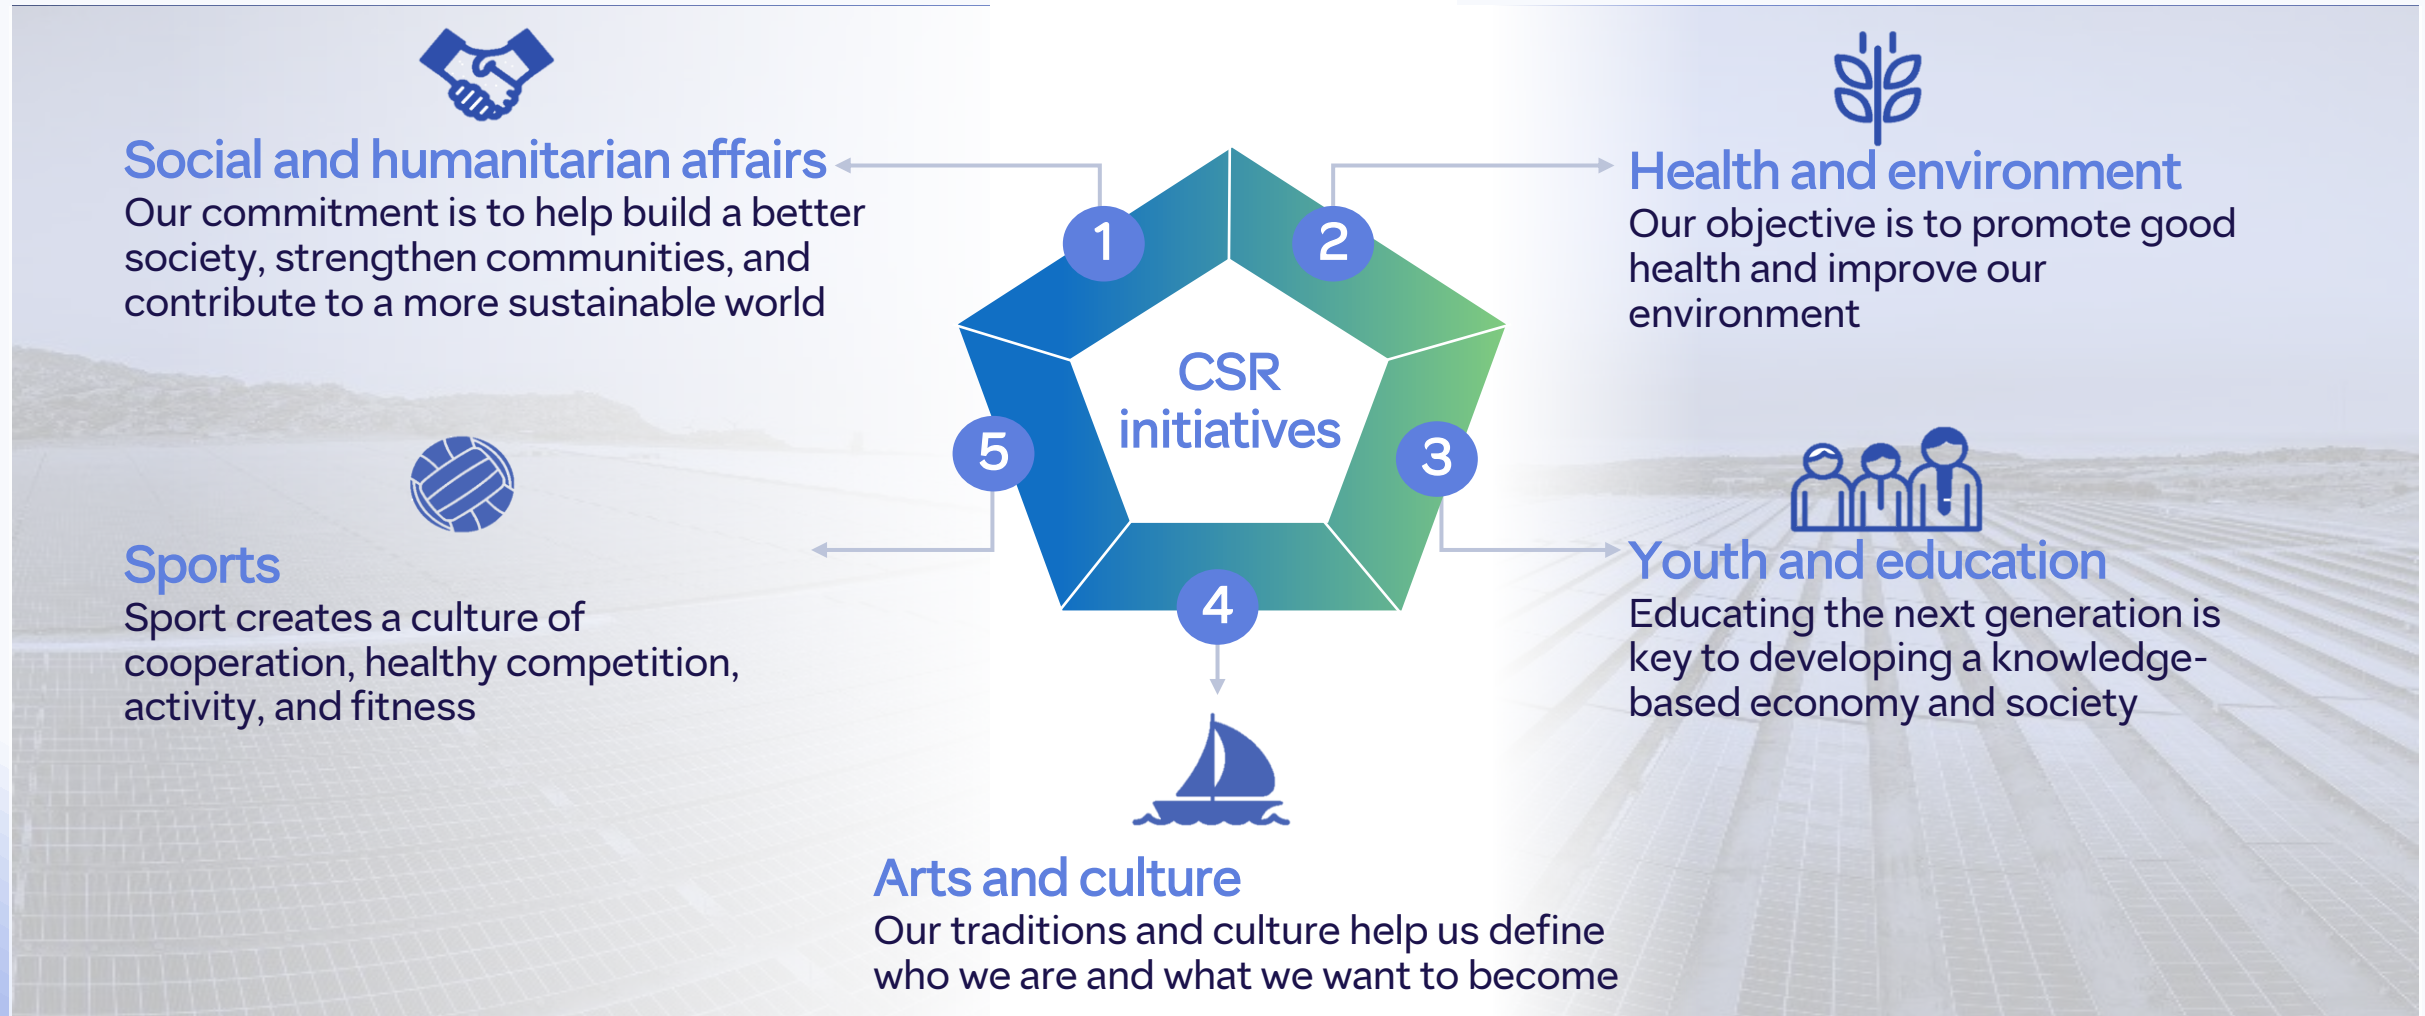 Social and humanitarian affairs
Our commitment is to help build a better
society, strengthen communities, and
contribute to a more sustainable world
1
2
Health and environment
Our objective is to promote good
health and improve our
environment
CSR
initiatives
5
3
Sports
Sport creates a culture of
cooperation, healthy competition,
activity, and fitness
Youth and education
Educating the next generation is
key to developing a knowledge-
based economy and society
4
Arts and culture
Our traditions and culture help us define
who we are and what we want to become